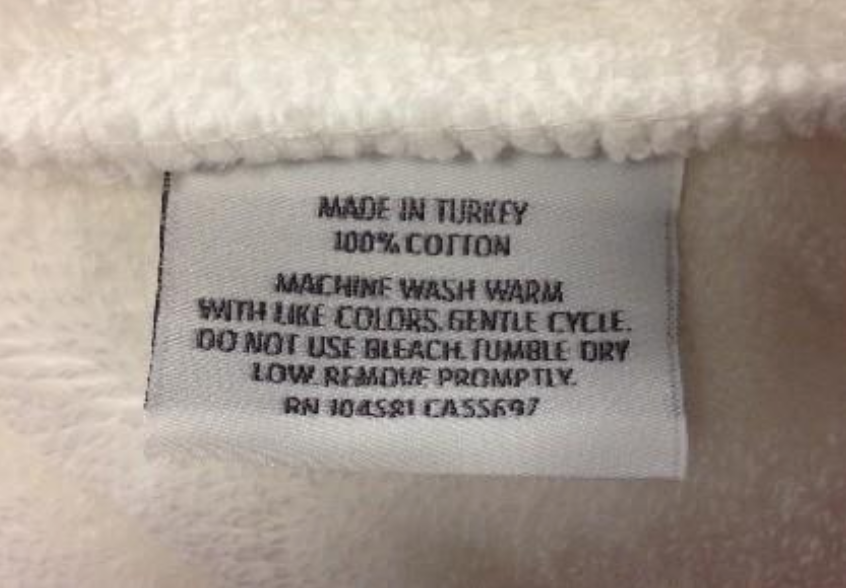 MADE IN TURKEY
100% COTTON
MACHINE WASH WARM
WITH LIKE COLORS. GENTLE CYCLE.
DO NOT USE BLEACH. TUMBLE DRY
LOW. REMOVE PROMPTLY.
RN 104581 CA55697